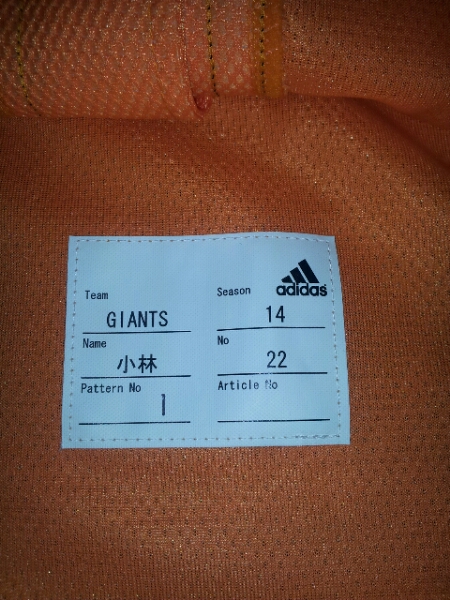 adidas
Team
GIANTS
Season
14
Name
小林
No
22
Pattern No
1
Article No